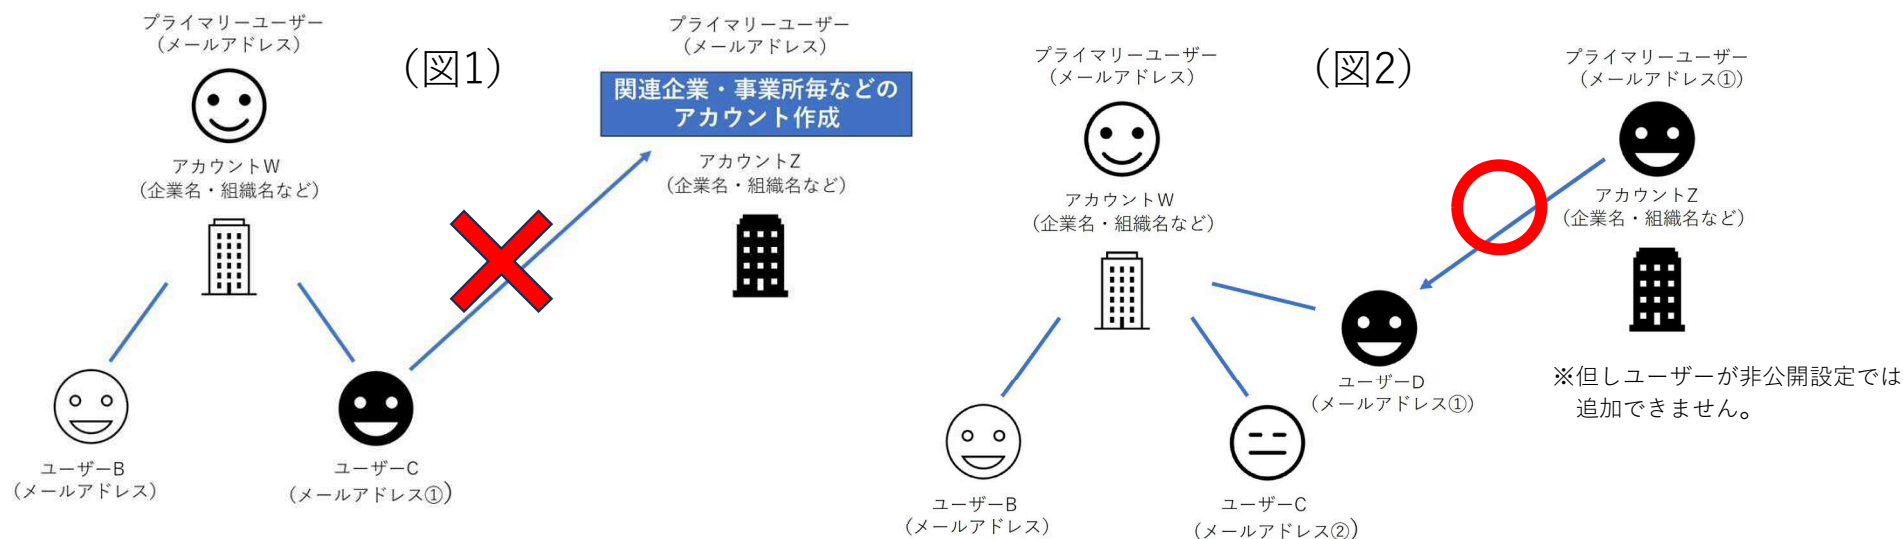 プライマリーユーザー
（メールアドレス）
（図1）
アカウントW
（企業名・組織名など）
ユーザーB
（メールアドレス）
ユーザーC
（メールアドレス①）
プライマリーユーザー
（メールアドレス）
関連企業・事業所毎などの
アカウント作成
アカウントZ
（企業名・組織名など）
プライマリーユーザー
（メールアドレス）
（図2）
アカウントW
（企業名・組織名など）
ユーザーB
（メールアドレス）
ユーザーC
（メールアドレス②）
ユーザーD
（メールアドレス①）
プライマリーユーザー
（メールアドレス①）
アカウントZ
（企業名・組織名など）
※但しユーザーが非公開設定では
追加できません。